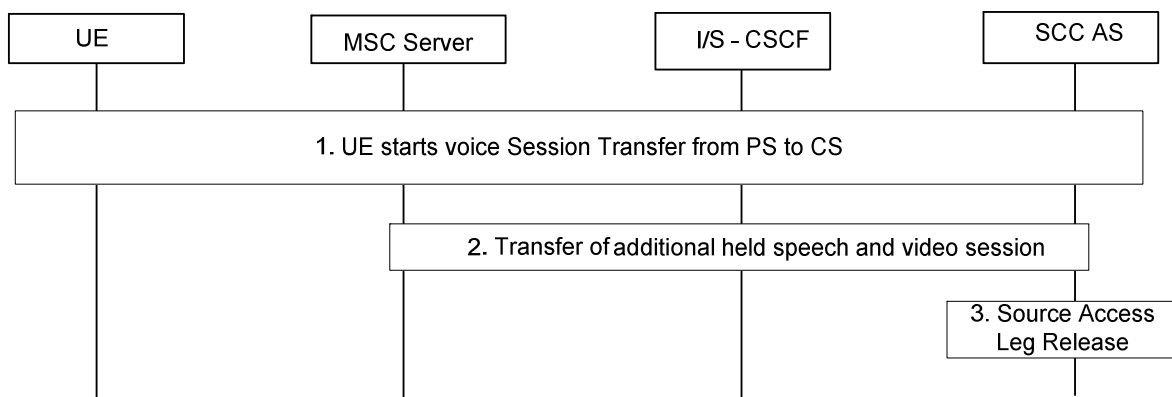 UE
MSC Server
I/S - CSCF
SCC AS
1. UE starts voice Session Transfer from PS to CS
2. Transfer of additional held speech and video session
3. Source Access
Leg Release